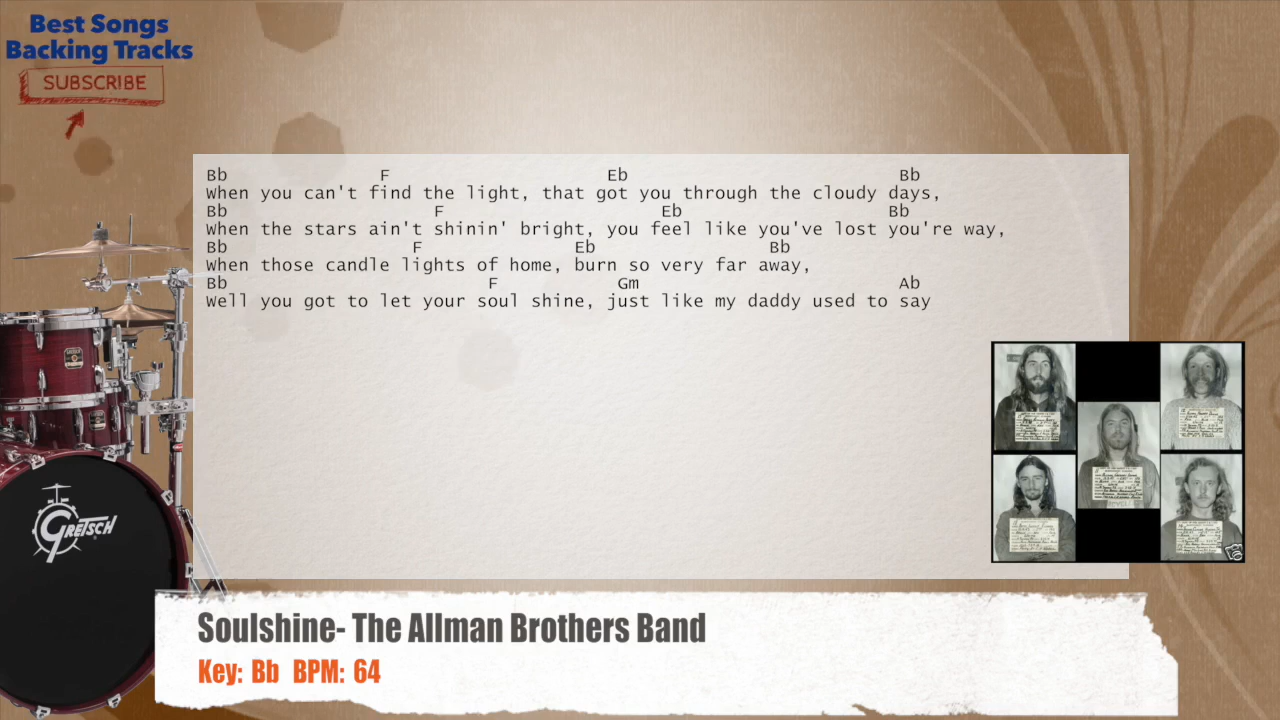 Best Songs
Backing Tracks
SUBSCRIBE
Bb F Eb Bb
When you can't find the light, that got you through the cloudy days,
Bb F Eb Bb
When the stars ain't shinin' bright, you feel like you've lost you're way,
Bb F Eb Bb
When those candle lights of home, burn so very far away,
Bb F Gm Ab
Well you got to let your soul shine, just like my daddy used to say
GRETSCH
Soulshine- The Allman Brothers Band
Key: Bb BPM: 64